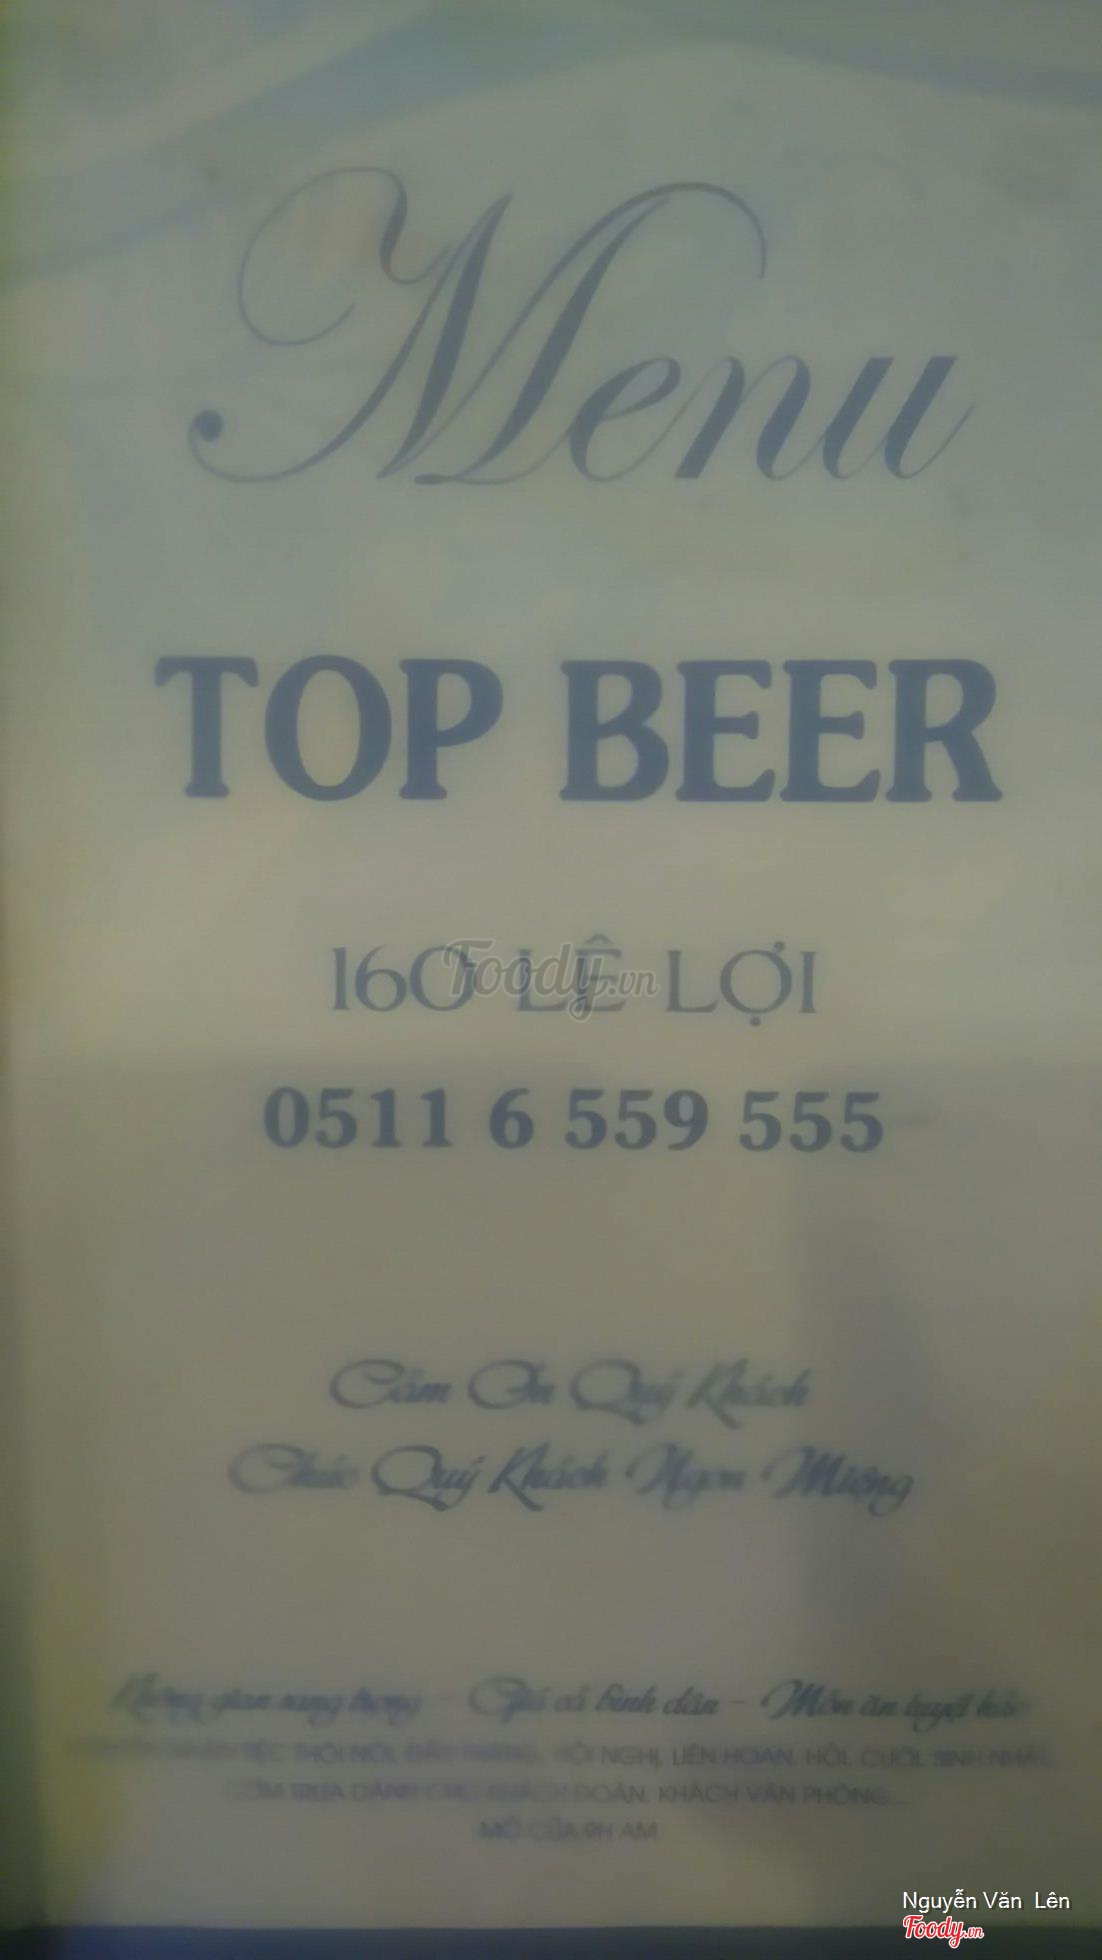 Menu
TOP BEER
160 LÊ LỢI
Foody.vn
0511 6 559 555
Cảm Ơn Quý Khách
Chúc Quý Khách Ngon Miệng
Không gian sang trọng - Giá cả bình dân - Món ăn tuyệt hảo
TIỆC THÔI NÔI, ĐẦY THÁNG, HỘI NGHỊ, LIÊN HOAN, HỎI, CƯỚI, SINH NHẬT,
CƠM TRƯA DÀNH CHO KHÁCH ĐOÀN, KHÁCH VĂN PHÒNG...
MỞ CỬA 9H AM
Nguyễn Văn Lên
Foody.vn